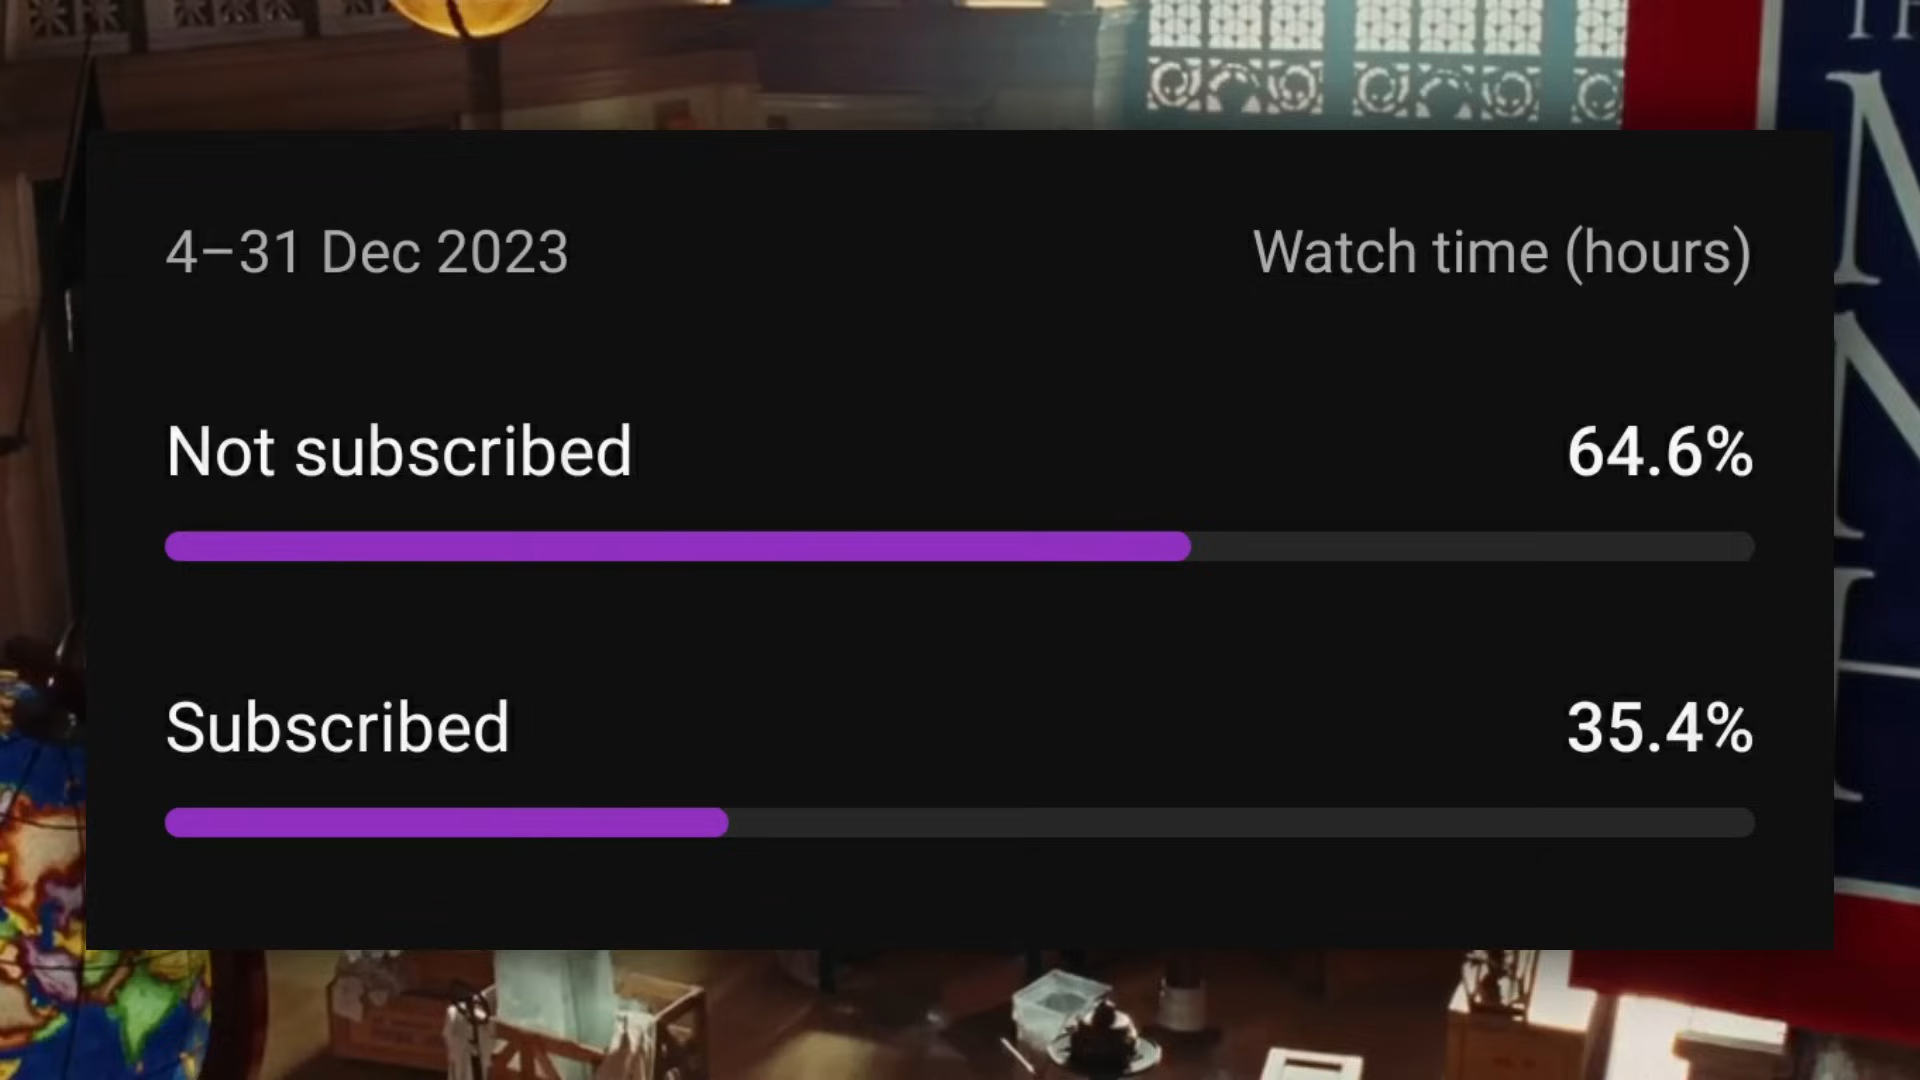 4–31 Dec 2023 Watch time (hours)
Not subscribed 64.6%
Subscribed 35.4%